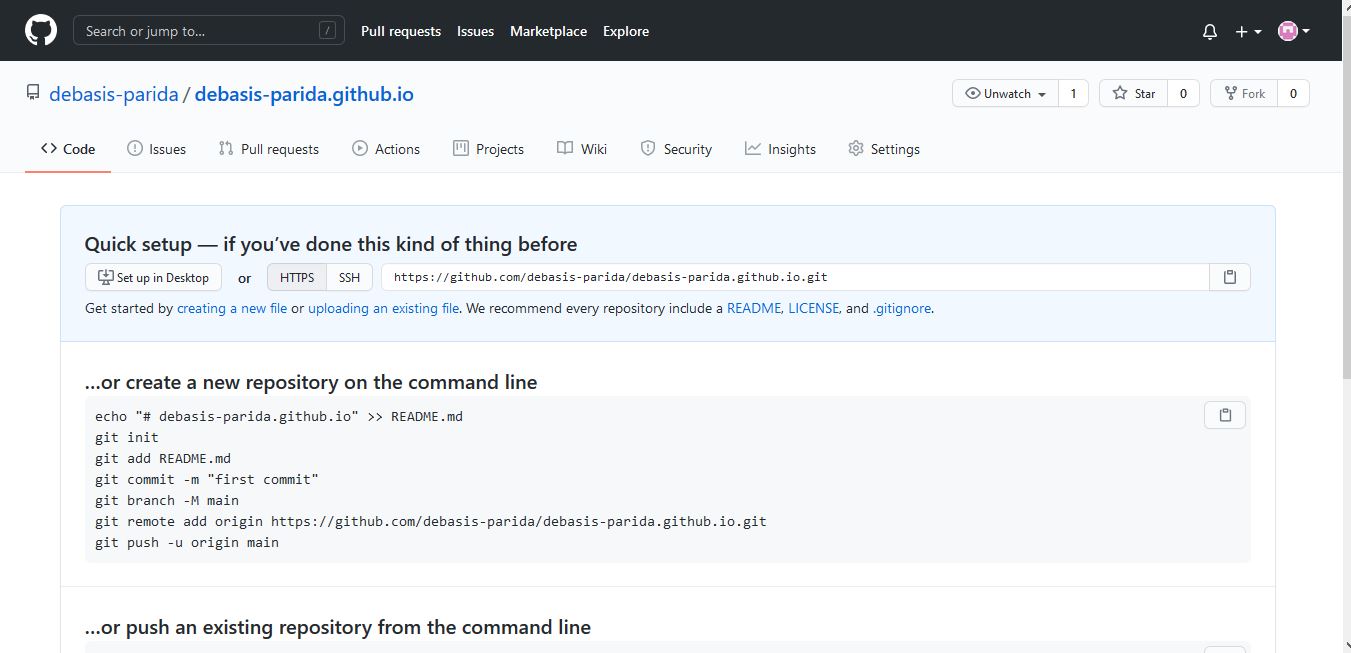 Search or jump to... /
Pull requests Issues Marketplace Explore
debasis-parida / debasis-parida.github.io
Unwatch 1 Star 0 Fork 0
Code Issues Pull requests Actions Projects Wiki Security Insights Settings
Quick setup — if you’ve done this kind of thing before
Set up in Desktop or HTTPS SSH https://github.com/debasis-parida/debasis-parida.github.io.git
Get started by creating a new file or uploading an existing file. We recommend every repository include a README, LICENSE, and .gitignore.
…or create a new repository on the command line
echo "# debasis-parida.github.io" >> README.md
git init
git add README.md
git commit -m "first commit"
git branch -M main
git remote add origin https://github.com/debasis-parida/debasis-parida.github.io.git
git push -u origin main
…or push an existing repository from the command line